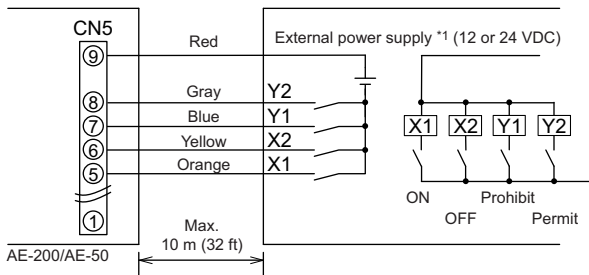 CN5
Red
External power supply *1 (12 or 24 VDC)
9
Gray
Y2
8
Blue
Y1
7
Yellow
X2
6
Orange
X1
5
X1 X2 Y1 Y2
ON Prohibit
OFF Permit
1
Max.
10 m (32 ft)
AE-200/AE-50